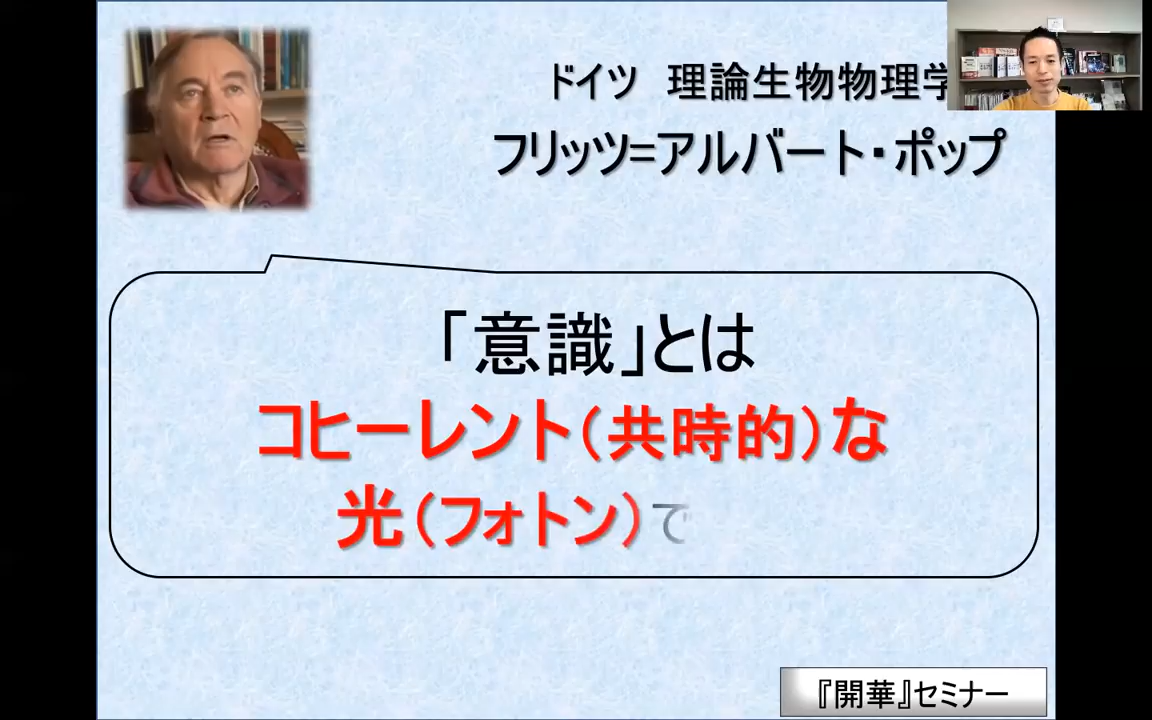 ドイツ　理論生物物理学
フリッツ=アルバート・ポップ
「意識」とは
コヒーレント（共時的）な
光（フォトン）で
『開華』セミナー